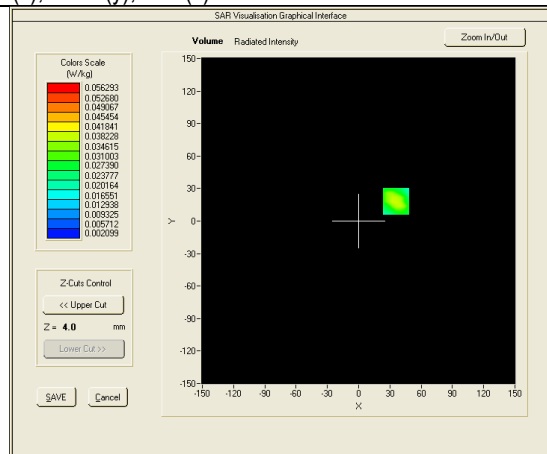 SAR Visualisation Graphical Interface
Volume Radiated Intensity
Zoom In/Out
Colors Scale
(W/kg)
0.056293
0.052680
0.049067
0.045454
0.041841
0.038228
0.034615
0.031003
0.027390
0.023777
0.020164
0.016551
0.012938
0.009325
0.005712
0.002099
150
120
90
60
30
0
-30
-60
-90
-120
-150
Y
-150 -120 -90 -60 -30 0 30 60 90 120 150
X
Z-Cuts Control
<< Upper Cut
Z = 4.0 mm
Lower Cut >>
SAVE Cancel